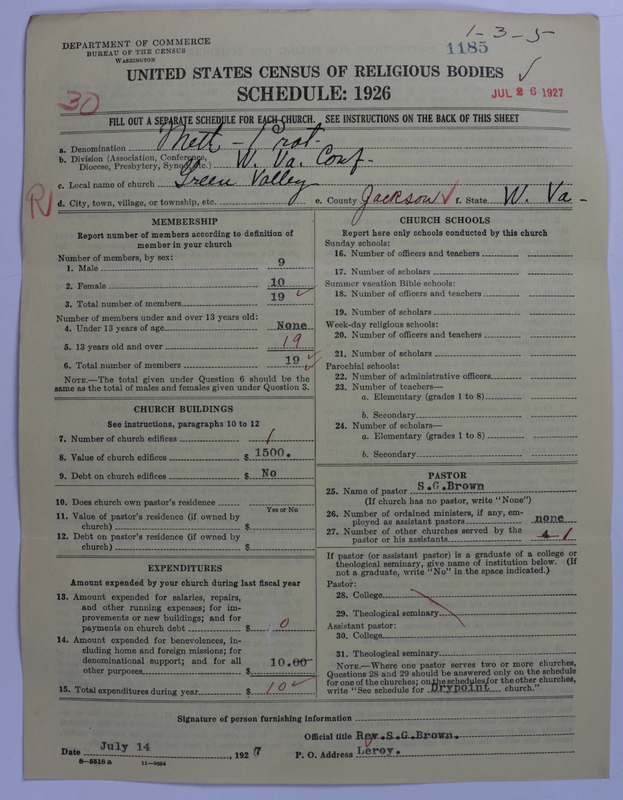 1-3-5
DEPARTMENT OF COMMERCE
BUREAU OF THE CENSUS
WASHINGTON
1185
UNITED STATES CENSUS OF RELIGIOUS BODIES ✓
SCHEDULE: 1926
JUL 26 1927
30
FILL OUT A SEPARATE SCHEDULE FOR EACH CHURCH. SEE INSTRUCTIONS ON THE BACK OF THIS SHEET
a. Denomination Meth - Prot.
b. Division (Association, Conference, Diocese, Presbytery, Synod, etc.) W. Va. Conf-
c. Local name of church Green Valley
R
d. City, town, village, or township, etc. e. County Jackson ✓ f. State W. Va -
MEMBERSHIP
Report number of members according to definition of
member in your church
Number of members, by sex:
1. Male 9
2. Female 10
3. Total number of members 19 ✓
Number of members under and over 13 years old:
4. Under 13 years of age None
5. 13 years old and over 19
6. Total number of members 19 ✓
NOTE.—The total given under Question 6 should be the
same as the total of males and females given under Question 3.
CHURCH BUILDINGS
See instructions, paragraphs 10 to 12
7. Number of church edifices 1
8. Value of church edifices $ 1500.
9. Debt on church edifices $ No
10. Does church own pastor's residence
Yes or No
11. Value of pastor's residence (if owned by
church) $
12. Debt on pastor's residence (if owned by
church) $
EXPENDITURES
Amount expended by your church during last fiscal year
13. Amount expended for salaries, repairs,
and other running expenses; for im-
provements or new buildings; and for
payments on church debt $ 0
14. Amount expended for benevolences, in-
cluding home and foreign missions; for
denominational support; and for all
other purposes $ 10.00
15. Total expenditures during year $ 10 ✓
CHURCH SCHOOLS
Report here only schools conducted by this church
Sunday schools:
16. Number of officers and teachers
17. Number of scholars
Summer vacation Bible schools:
18. Number of officers and teachers
19. Number of scholars
Week-day religious schools:
20. Number of officers and teachers
21. Number of scholars
Parochial schools:
22. Number of administrative officers
23. Number of teachers—
a. Elementary (grades 1 to 8)
b. Secondary
24. Number of scholars—
a. Elementary (grades 1 to 8)
b. Secondary
PASTOR
25. Name of pastor S.G.Brown
(If church has no pastor, write "None")
26. Number of ordained ministers, if any, em-
ployed as assistant pastors none
27. Number of other churches served by the
pastor or his assistants 1
If pastor (or assistant pastor) is a graduate of a college or
theological seminary, give name of institution below. (If
not a graduate, write "No" in the space indicated.)
Pastor:
28. College
29. Theological seminary
Assistant pastor:
30. College
31. Theological seminary
NOTE.—Where one pastor serves two or more churches,
Questions 28 and 29 should be answered only on the schedule
for one of the churches; on the schedules for the other churches,
write "See schedule for Drypoint church."
Signature of person furnishing information
Official title Rev.S.G.Brown.
Date July 14 1927 P. O. Address Leroy.
8-5518 a 11-9864